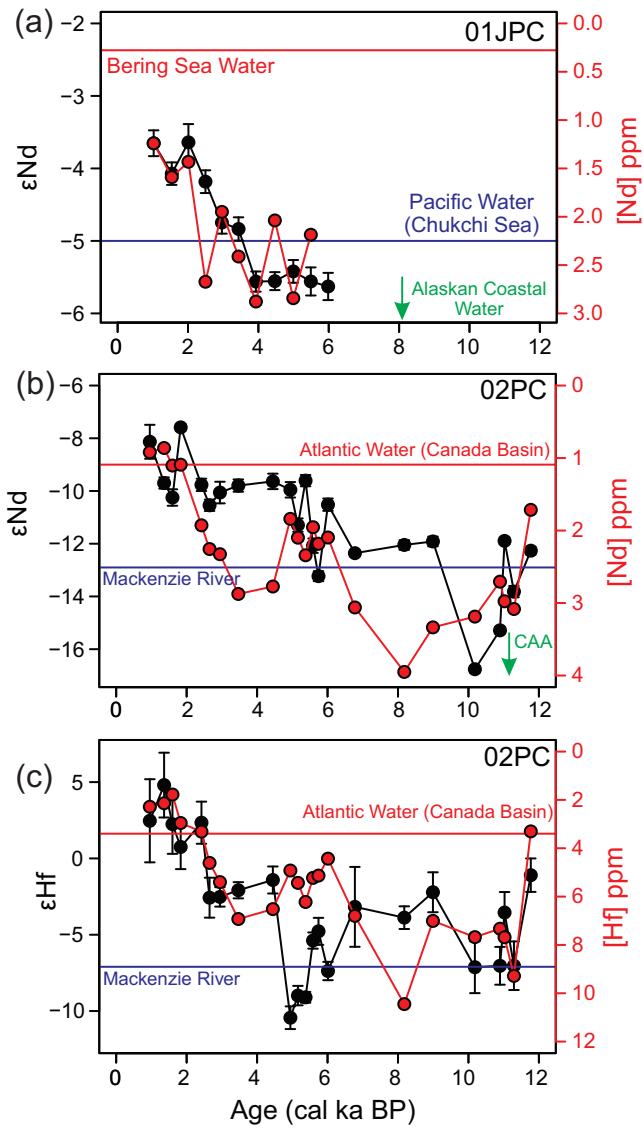 (a)
01JPC
Bering Sea Water
Pacific Water
(Chukchi Sea)
Alaskan Coastal
Water
εNd
−2
−4
−5
−6
[Nd] ppm
0.0
0.5
1.0
1.5
2.0
2.5
3.0
0 2 4 6 8 10 12
(b)
02PC
Atlantic Water (Canada Basin)
Mackenzie River
CAA
εNd
−6
−8
−10
−12
−14
−16
[Nd] ppm
0
1
2
3
4
0 2 4 6 8 10 12
(c)
02PC
Atlantic Water (Canada Basin)
Mackenzie River
εHf
5
0
−5
−10
[Hf] ppm
0
2
4
6
8
10
12
0 2 4 6 8 10 12
Age (cal ka BP)